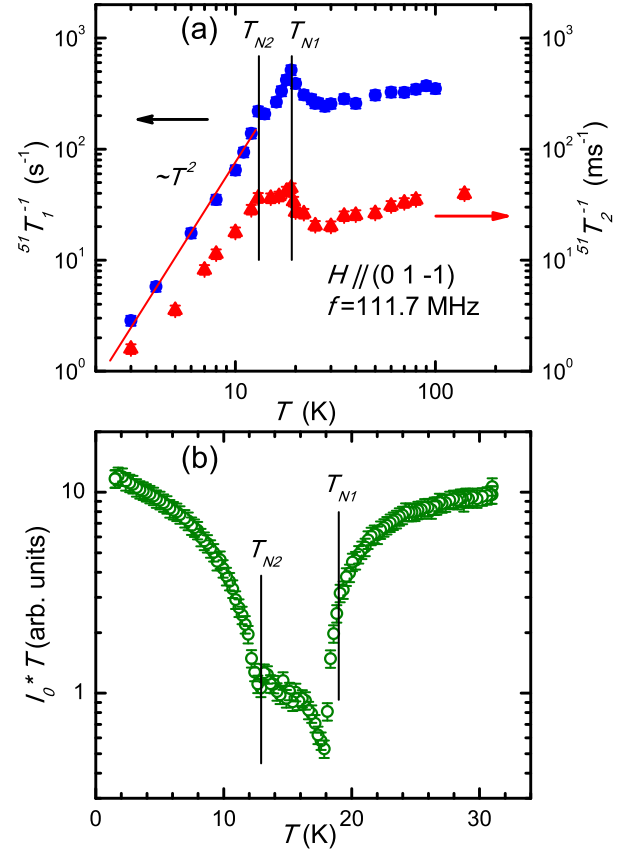 (a)
T_N2 T_N1
10^3 10^3
10^2 10^2
10^1 10^1
10^0 10^0
^51T_1^-1 (s^-1)
^51T_2^-1 (ms^-1)
~T^2
H//(0 1 -1)
f=111.7 MHz
10 100
T (K)
(b)
T_N1
T_N2
10
1
I_0*T (arb. units)
0 10 20 30
T (K)